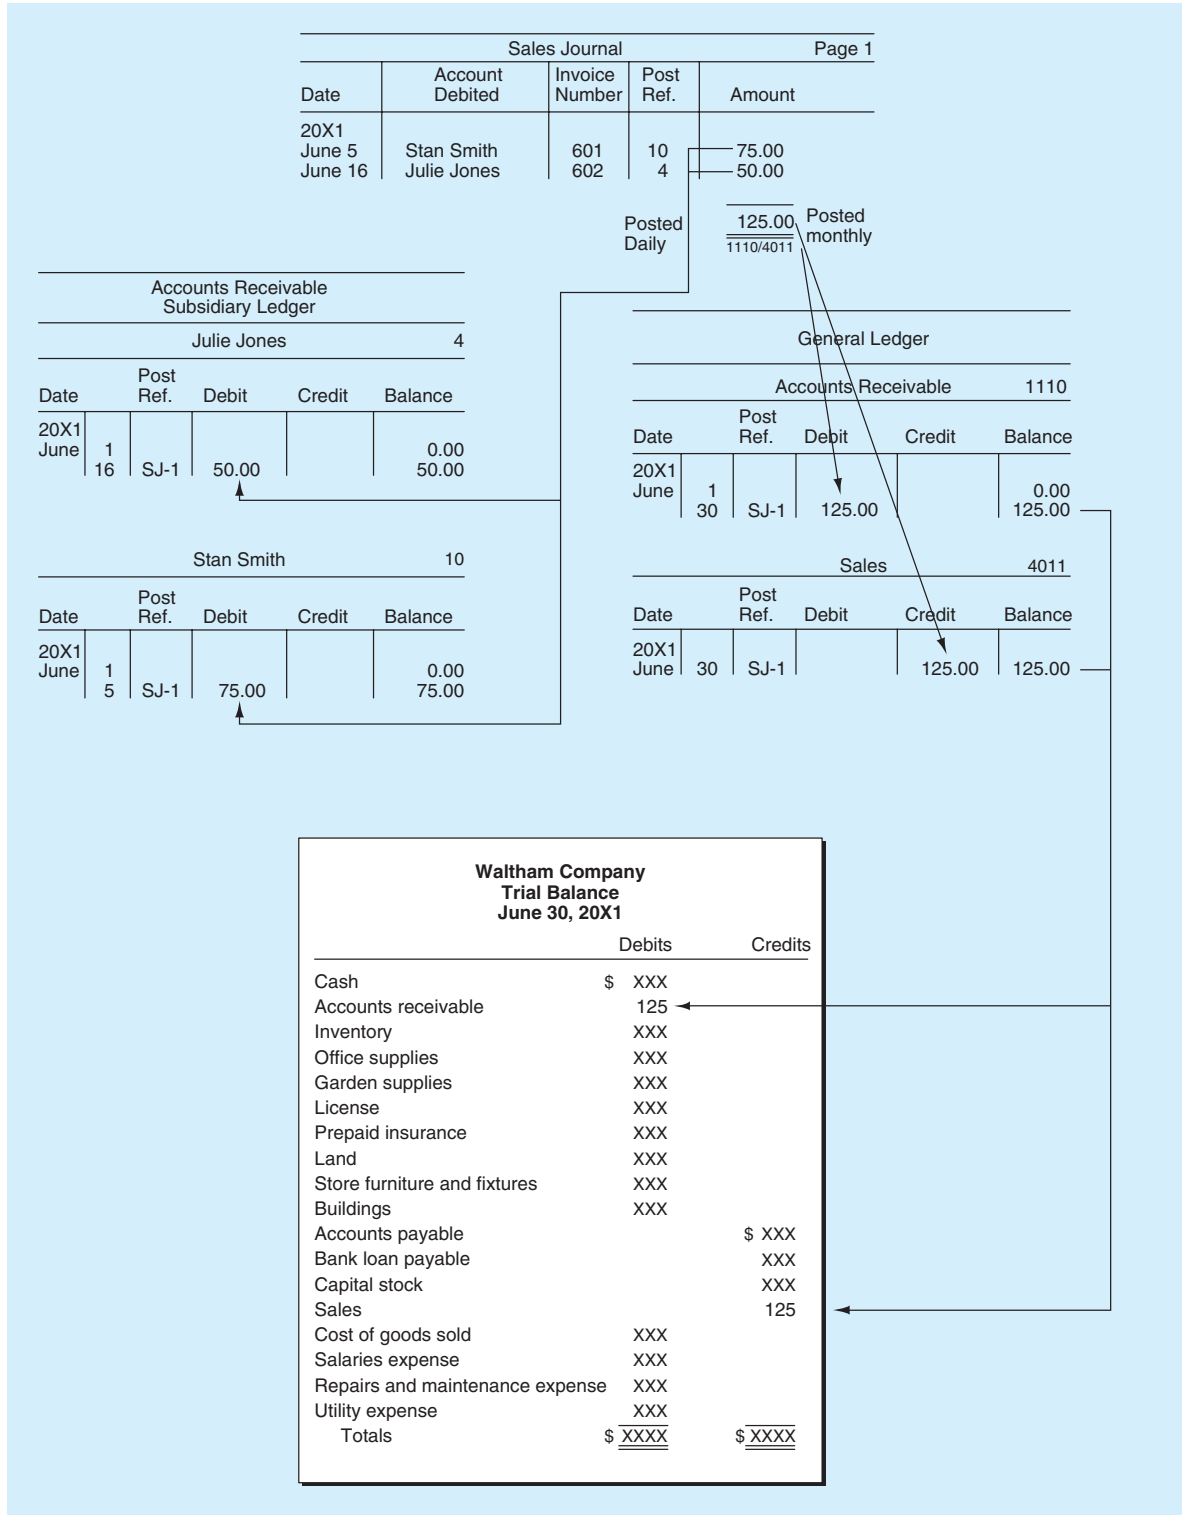 Sales Journal Page 1
Date Account Debited Invoice Number Post Ref. Amount
20X1
June 5 Stan Smith 601 10 75.00
June 16 Julie Jones 602 4 50.00
Posted Daily
125.00
1110/4011
Posted monthly
Accounts Receivable
Subsidiary Ledger
Julie Jones 4
Date Post Ref. Debit Credit Balance
20X1
June 1 0.00
16 SJ-1 50.00 50.00
Stan Smith 10
Date Post Ref. Debit Credit Balance
20X1
June 1 0.00
5 SJ-1 75.00 75.00
General Ledger
Accounts Receivable 1110
Date Post Ref. Debit Credit Balance
20X1
June 1 0.00
30 SJ-1 125.00 125.00
Sales 4011
Date Post Ref. Debit Credit Balance
20X1
June 30 SJ-1 125.00 125.00
Waltham Company
Trial Balance
June 30, 20X1
Debits Credits
Cash $ XXX
Accounts receivable 125
Inventory XXX
Office supplies XXX
Garden supplies XXX
License XXX
Prepaid insurance XXX
Land XXX
Store furniture and fixtures XXX
Buildings XXX
Accounts payable $ XXX
Bank loan payable XXX
Capital stock XXX
Sales 125
Cost of goods sold XXX
Salaries expense XXX
Repairs and maintenance expense XXX
Utility expense XXX
Totals $ XXXX $ XXXX